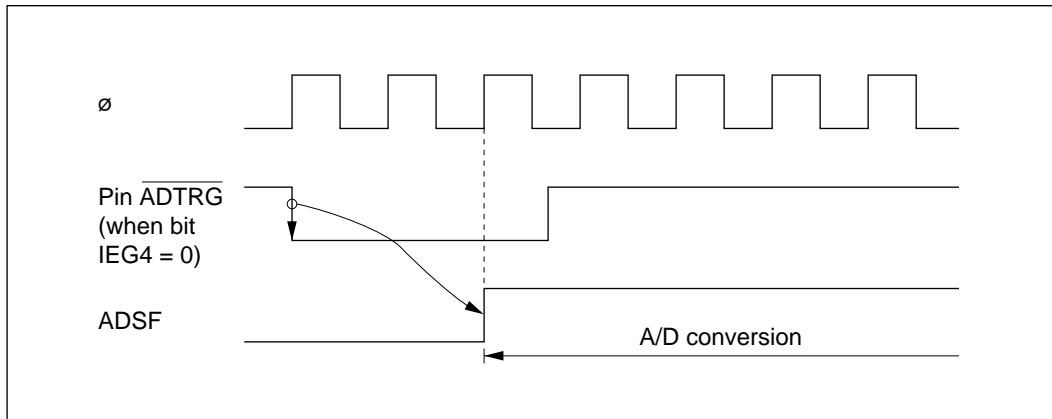 ø
Pin ADTRG
(when bit
IEG4 = 0)
ADSF
A/D conversion